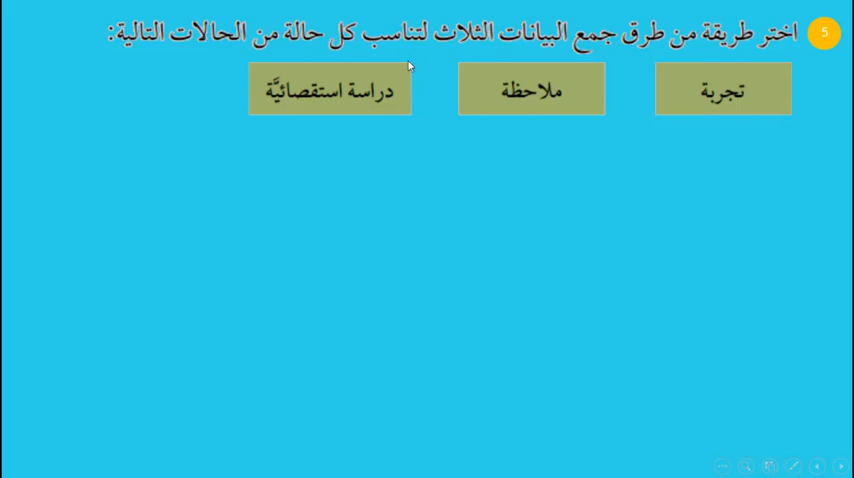 5 اختر طريقة من طرق جمع البيانات الثلاث لتناسب كل حالة من الحالات التالية:
تجربة
ملاحظة
دراسة استقصائيَّة